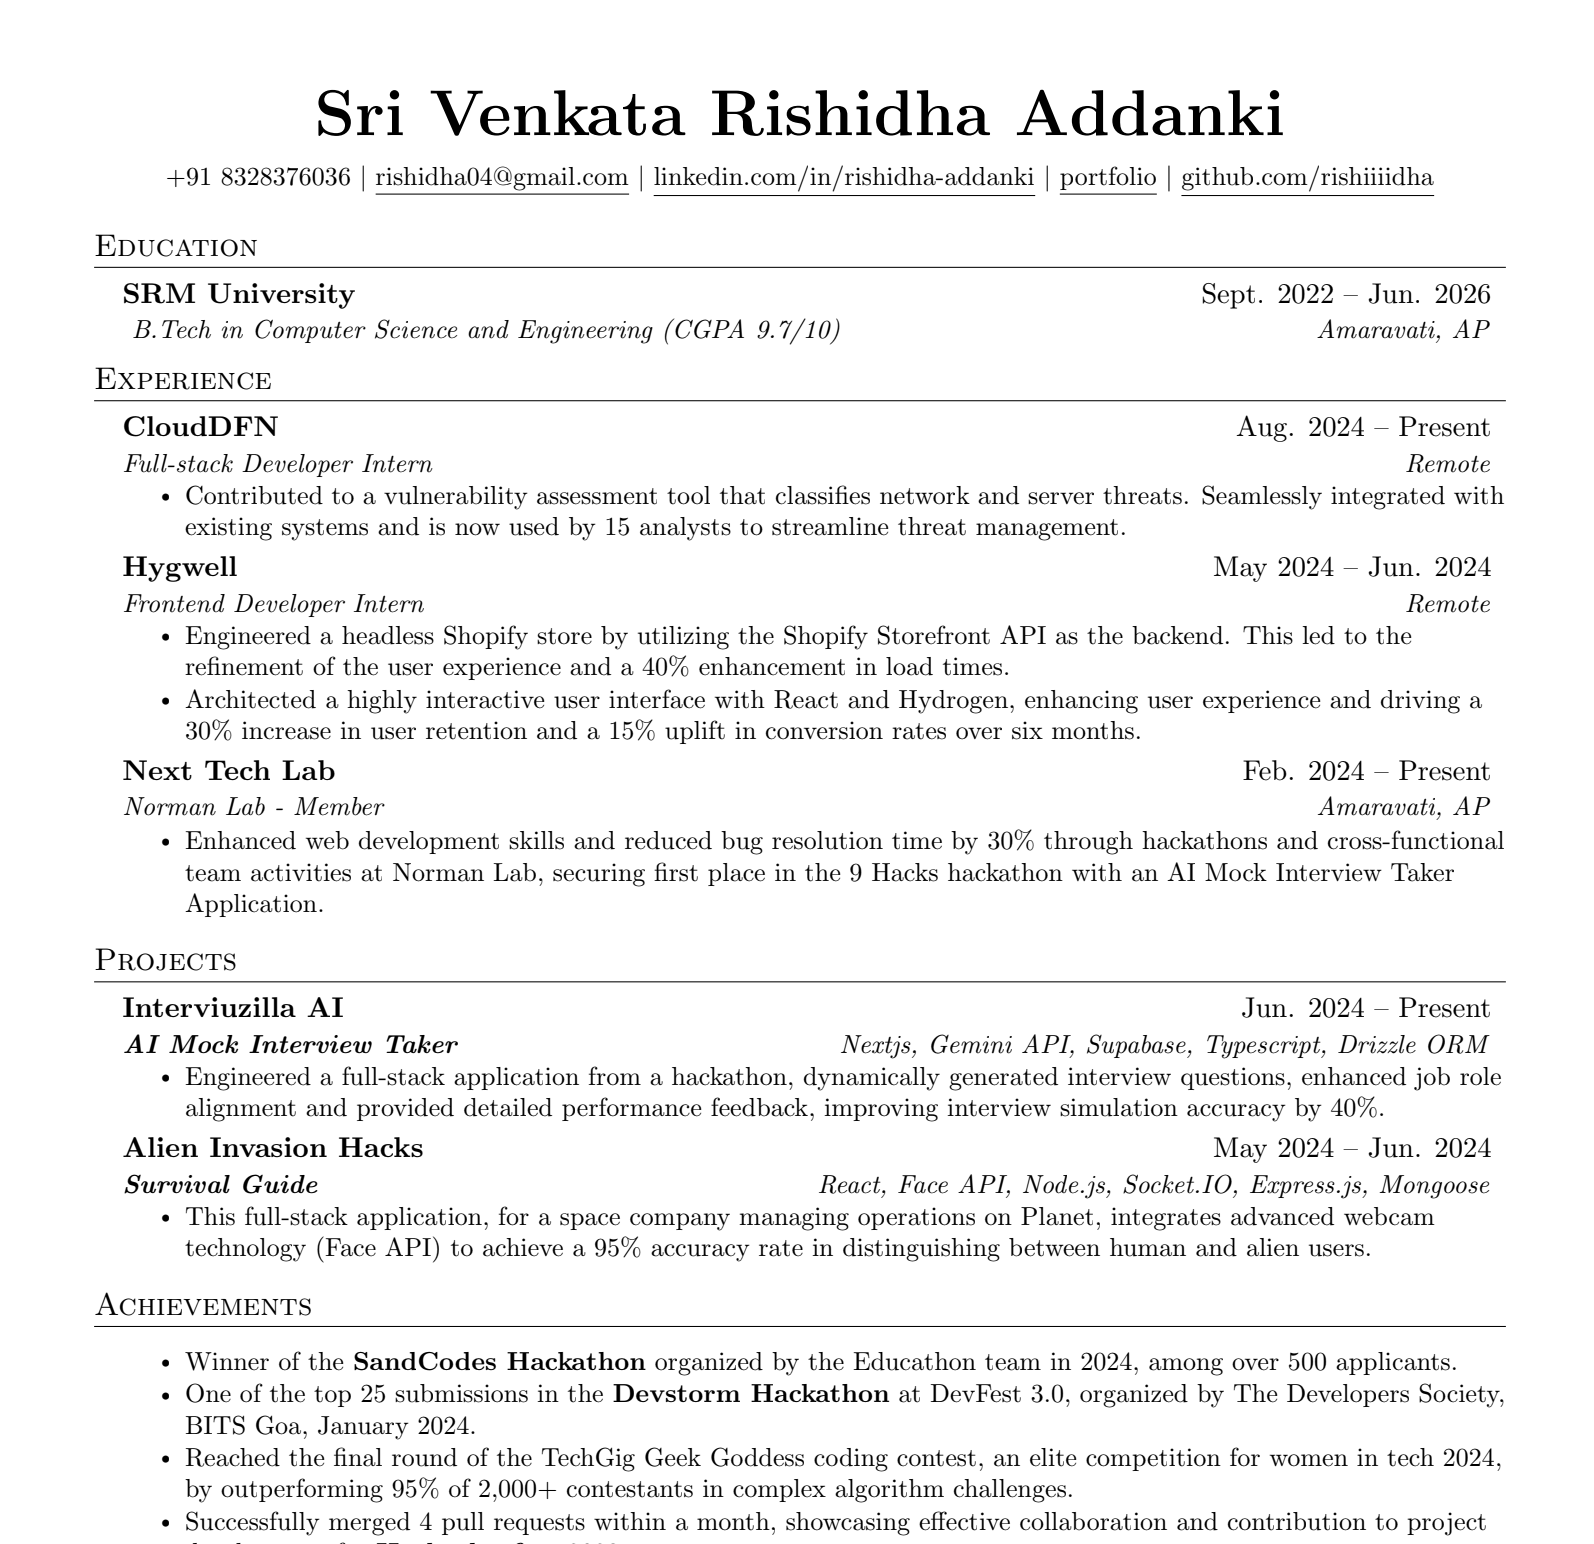 Sri Venkata Rishidha Addanki
+91 8328376036 | rishidha04@gmail.com | linkedin.com/in/rishidha-addanki | portfolio | github.com/rishiiiidha
Education
SRM University Sept. 2022 – Jun. 2026
B.Tech in Computer Science and Engineering (CGPA 9.7/10) Amaravati, AP
Experience
CloudDFN Aug. 2024 – Present
Full-stack Developer Intern Remote
• Contributed to a vulnerability assessment tool that classifies network and server threats. Seamlessly integrated with
existing systems and is now used by 15 analysts to streamline threat management.
Hygwell May 2024 – Jun. 2024
Frontend Developer Intern Remote
• Engineered a headless Shopify store by utilizing the Shopify Storefront API as the backend. This led to the
refinement of the user experience and a 40% enhancement in load times.
• Architected a highly interactive user interface with React and Hydrogen, enhancing user experience and driving a
30% increase in user retention and a 15% uplift in conversion rates over six months.
Next Tech Lab Feb. 2024 – Present
Norman Lab - Member Amaravati, AP
• Enhanced web development skills and reduced bug resolution time by 30% through hackathons and cross-functional
team activities at Norman Lab, securing first place in the 9 Hacks hackathon with an AI Mock Interview Taker
Application.
Projects
Interviuzilla AI Jun. 2024 – Present
AI Mock Interview Taker Nextjs, Gemini API, Supabase, Typescript, Drizzle ORM
• Engineered a full-stack application from a hackathon, dynamically generated interview questions, enhanced job role
alignment and provided detailed performance feedback, improving interview simulation accuracy by 40%.
Alien Invasion Hacks May 2024 – Jun. 2024
Survival Guide React, Face API, Node.js, Socket.IO, Express.js, Mongoose
• This full-stack application, for a space company managing operations on Planet, integrates advanced webcam
technology (Face API) to achieve a 95% accuracy rate in distinguishing between human and alien users.
Achievements
• Winner of the SandCodes Hackathon organized by the Educathon team in 2024, among over 500 applicants.
• One of the top 25 submissions in the Devstorm Hackathon at DevFest 3.0, organized by The Developers Society,
BITS Goa, January 2024.
• Reached the final round of the TechGig Geek Goddess coding contest, an elite competition for women in tech 2024,
by outperforming 95% of 2,000+ contestants in complex algorithm challenges.
• Successfully merged 4 pull requests within a month, showcasing effective collaboration and contribution to project